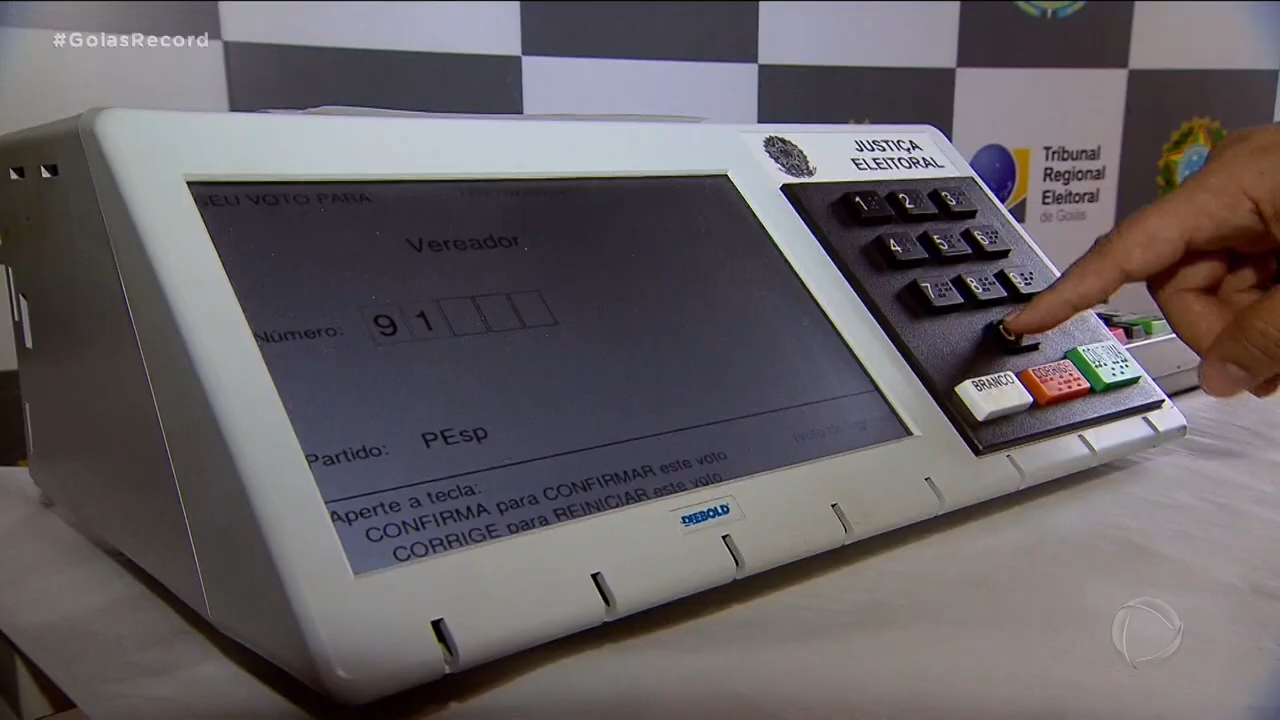 #GoiasRecord
JUSTIÇA
ELEITORAL
Tribunal
Regional
Eleitoral
de Goiás
SEU VOTO PARA
Vereador
Número: 91
Partido: PEsp
Aperte a tecla:
CONFIRMA para CONFIRMAR este voto
CORRIGE para REINICIAR este voto
1 2 3
4 5 6
7 8 9
0
BRANCO CORRIGE CONFIRMA
DIEBOLD